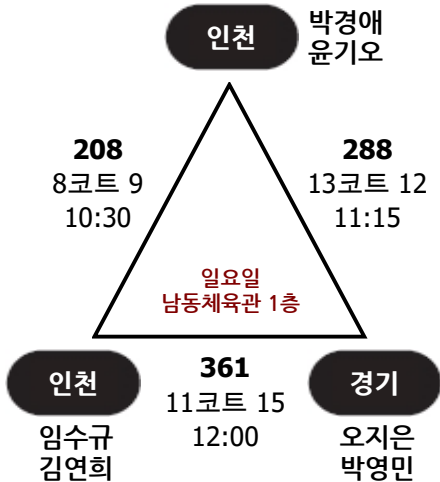 인천
박경애
윤기오
208
8코트 9
10:30
288
13코트 12
11:15
일요일
남동체육관 1층
인천
임수규
김연희
361
11코트 15
12:00
경기
오지은
박영민